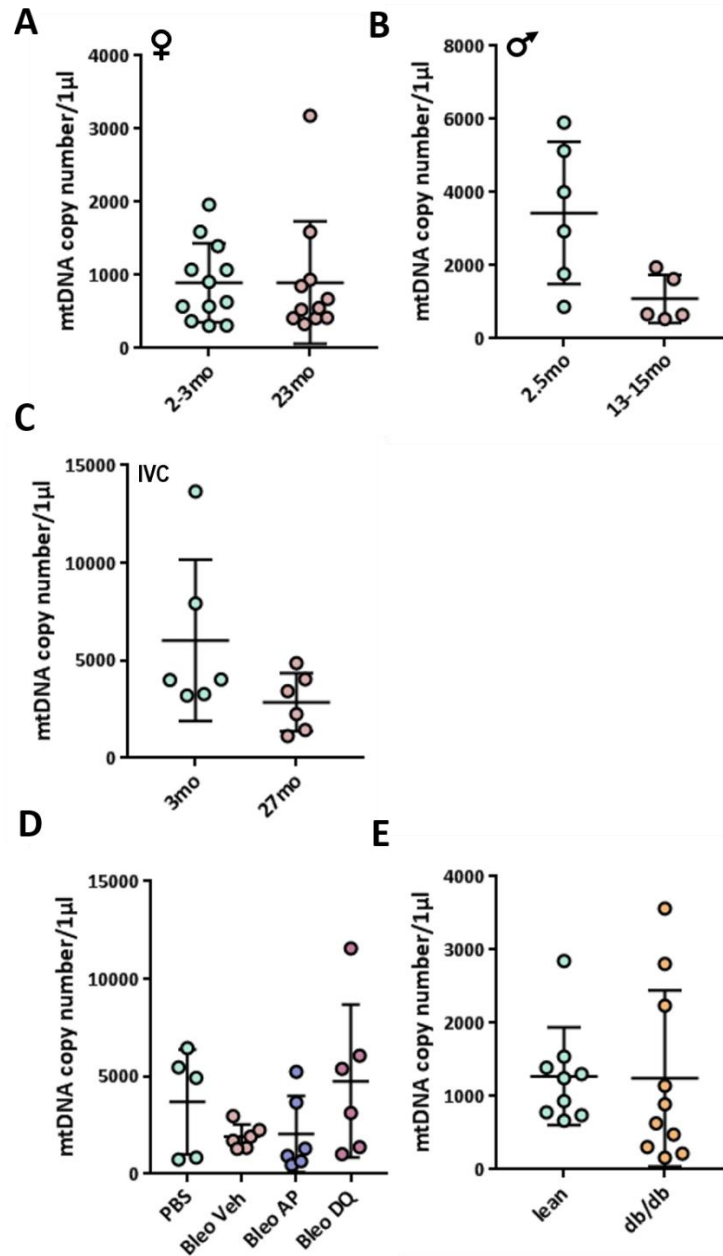 A
♀
mtDNA copy number/1µl
4000
3000
2000
1000
0
2-3mo
23mo
B
♂
mtDNA copy number/1µl
8000
6000
4000
2000
0
2.5mo
13-15mo
C
IVC
mtDNA copy number/1µl
15000
10000
5000
0
3mo
27mo
D
mtDNA copy number/1µl
15000
10000
5000
0
PBS
Bleo Veh
Bleo AP
Bleo DQ
E
mtDNA copy number/1µl
4000
3000
2000
1000
0
lean
db/db